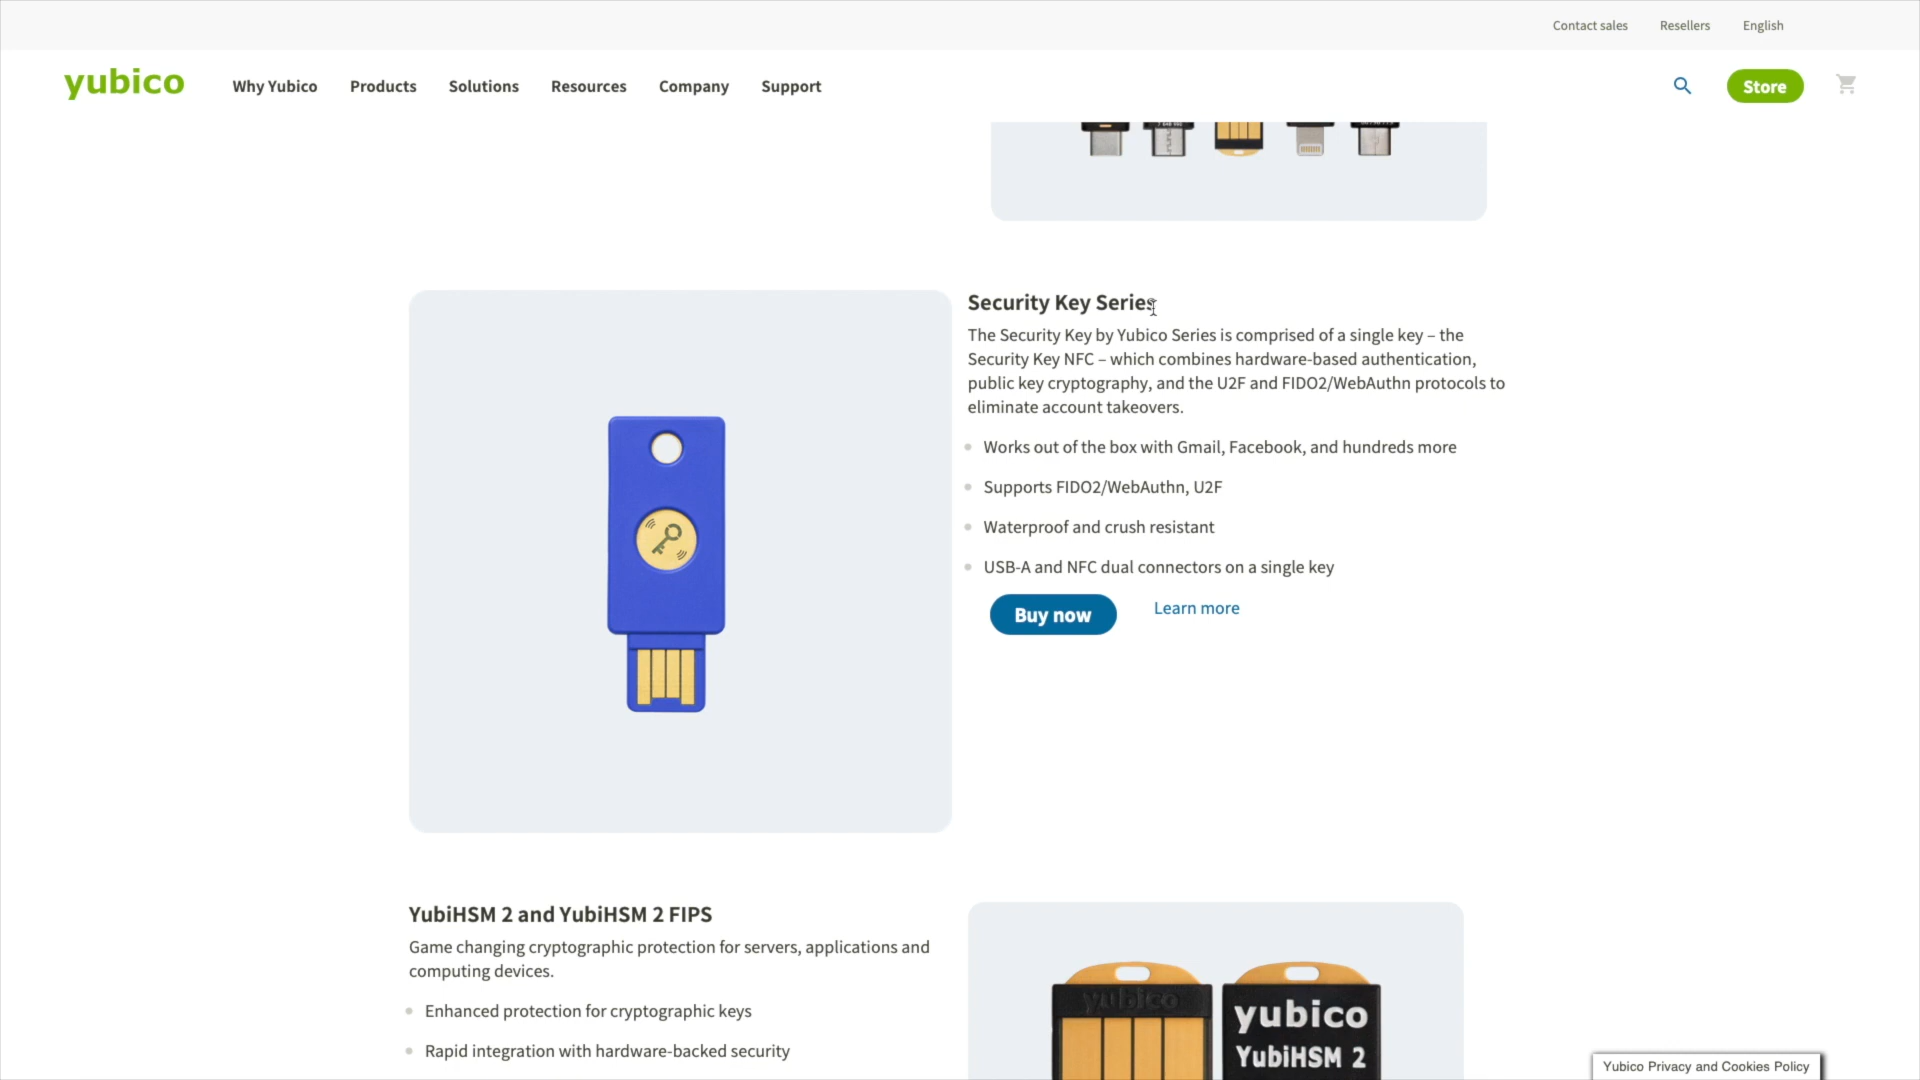 Contact sales
Resellers
English
yubico
Why Yubico
Products
Solutions
Resources
Company
Support
Store
Security Key Series
The Security Key by Yubico Series is comprised of a single key – the
Security Key NFC – which combines hardware-based authentication,
public key cryptography, and the U2F and FIDO2/WebAuthn protocols to
eliminate account takeovers.
Works out of the box with Gmail, Facebook, and hundreds more
Supports FIDO2/WebAuthn, U2F
Waterproof and crush resistant
USB-A and NFC dual connectors on a single key
Buy now
Learn more
YubiHSM 2 and YubiHSM 2 FIPS
Game changing cryptographic protection for servers, applications and
computing devices.
Enhanced protection for cryptographic keys
Rapid integration with hardware-backed security
yubico
yubico
YubiHSM 2
Yubico Privacy and Cookies Policy